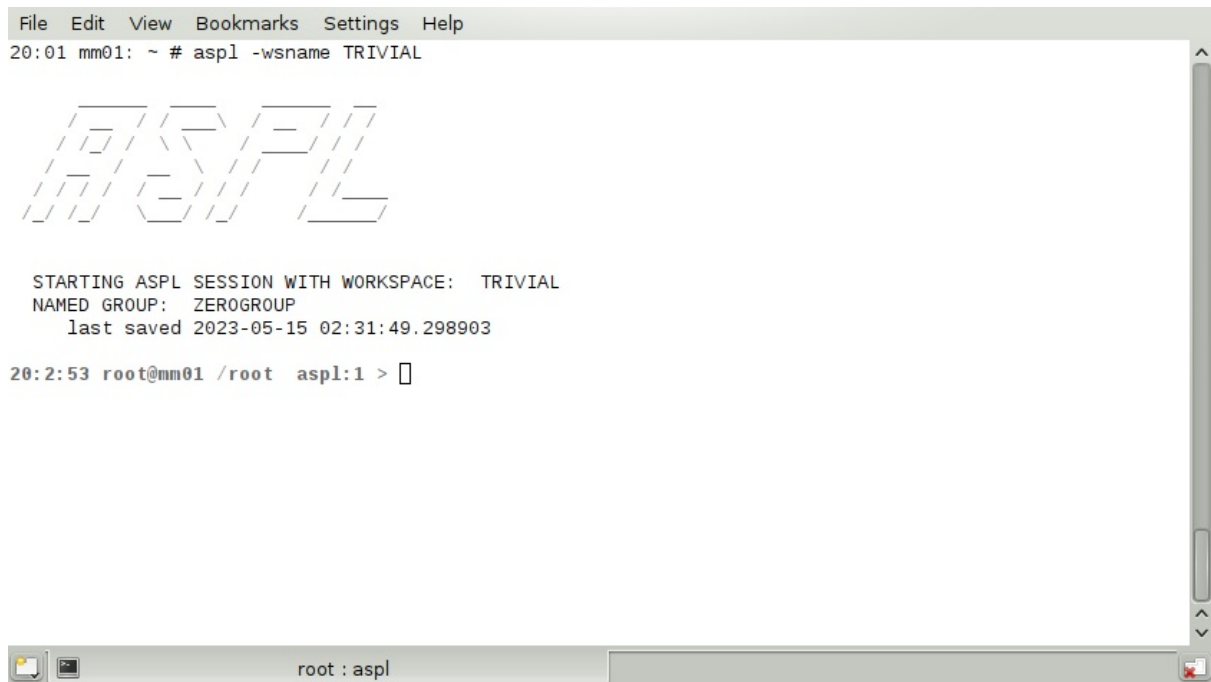 File Edit View Bookmarks Settings Help
20:01 mm01: ~ # aspl -wsname TRIVIAL
ASPL
STARTING ASPL SESSION WITH WORKSPACE:  TRIVIAL
NAMED GROUP:  ZEROGROUP
last saved 2023-05-15 02:31:49.298903
20:2:53 root@mm01 /root  aspl:1 >
root : aspl